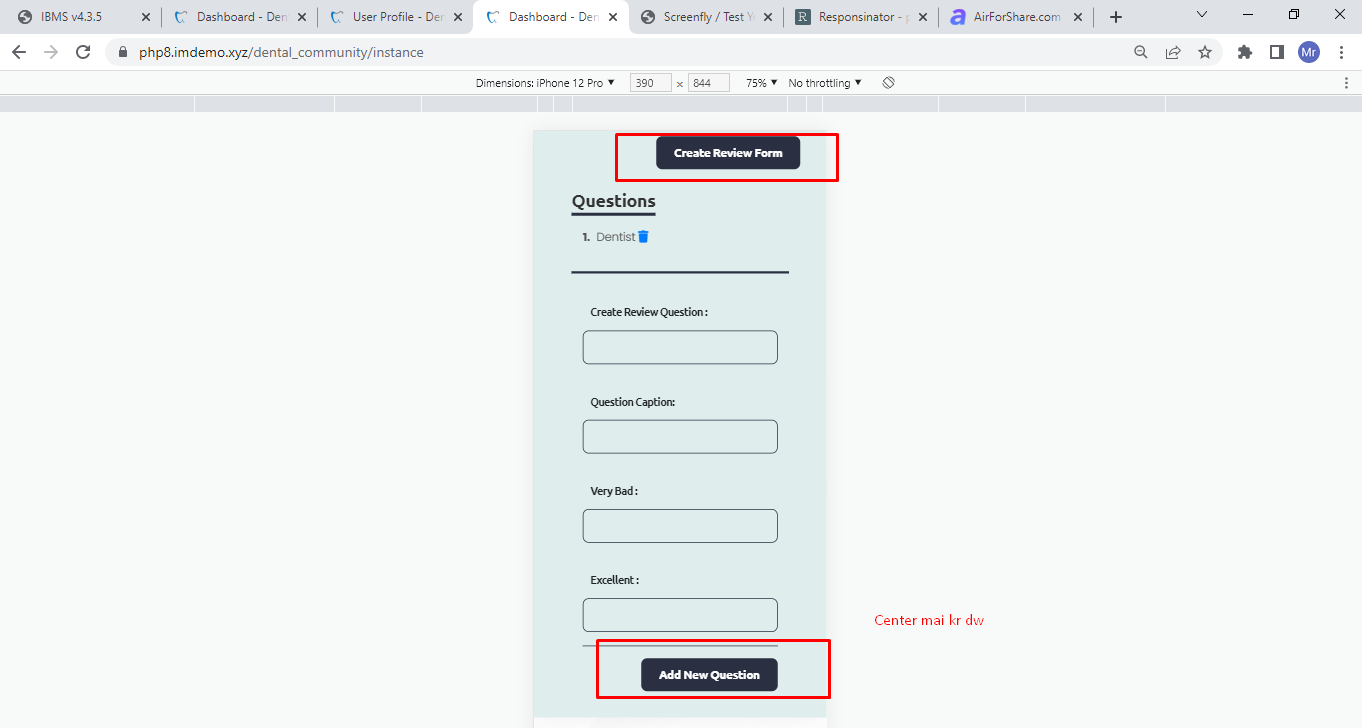 IBMS v4.3.5
Dashboard - Den
User Profile - Der
Dashboard - Den
Screenfly / Test Y
Responsinator - p
AirForShare.com
php8.imdemo.xyz/dental_community/instance
Mr
Dimensions: iPhone 12 Pro ▼ 390 × 844 75% ▼ No throttling ▼
Create Review Form
Questions
1. Dentist
Create Review Question :
Question Caption:
Very Bad :
Excellent :
Center mai kr dw
Add New Question